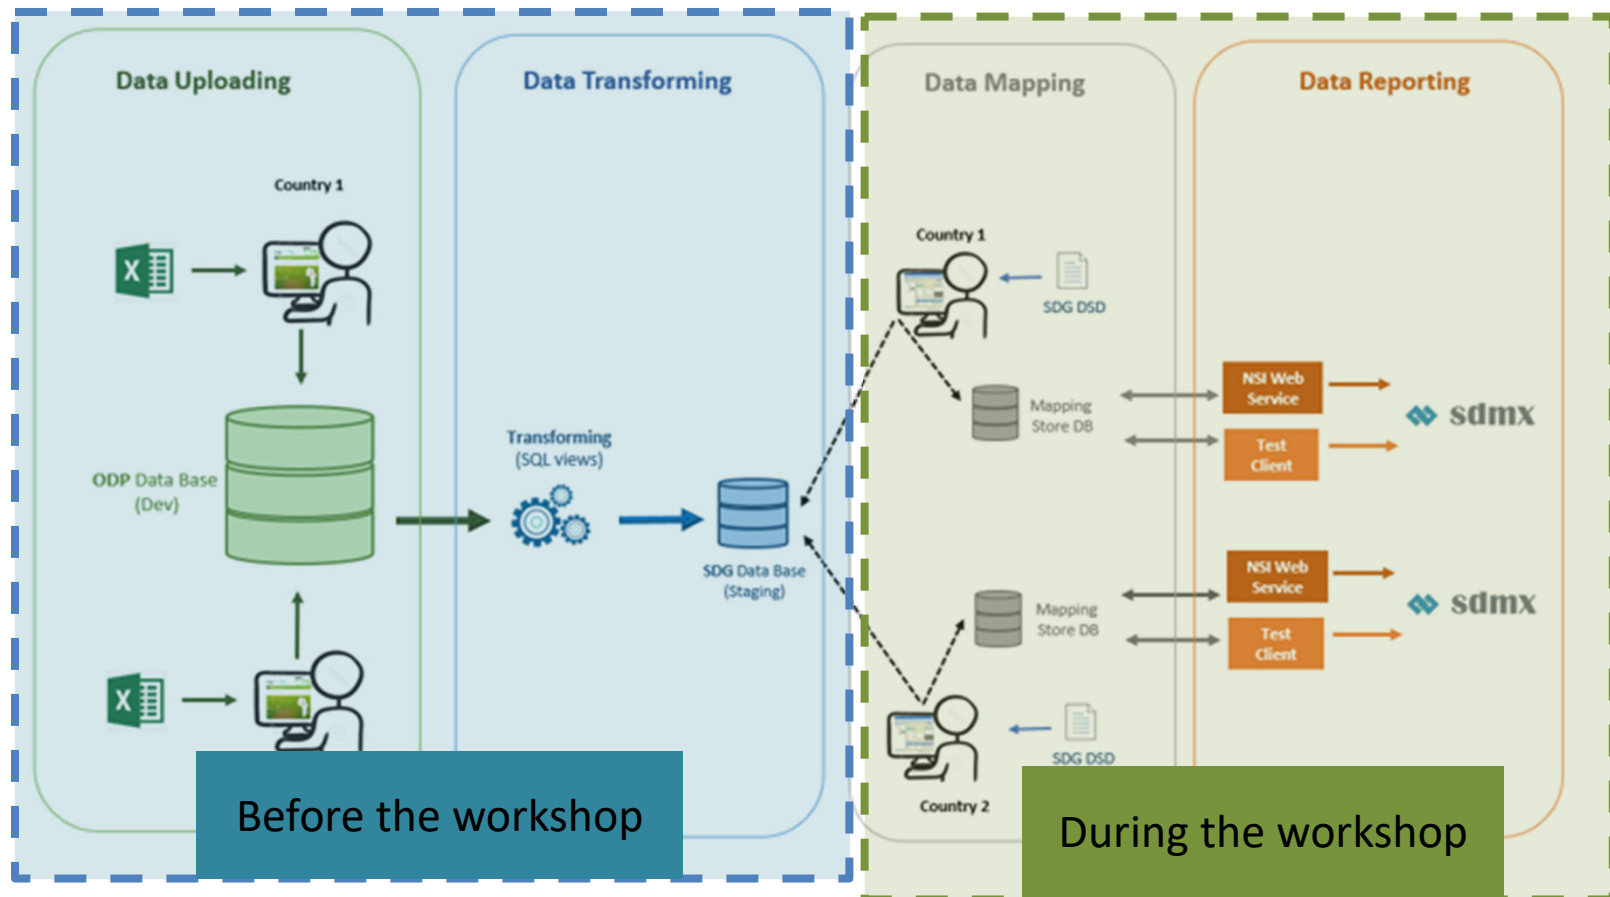 Data Uploading
Country 1
X
ODP Data Base
(Dev)
X
Before the workshop
Data Transforming
Transforming
(SQL views)
SDG Data Base
(Staging)
Data Mapping
Country 1
SDG DSD
Mapping
Store DB
Mapping
Store DB
SDG DSD
Country 2
Data Reporting
NSI Web
Service
Test
Client
sdmx
NSI Web
Service
Test
Client
sdmx
During the workshop